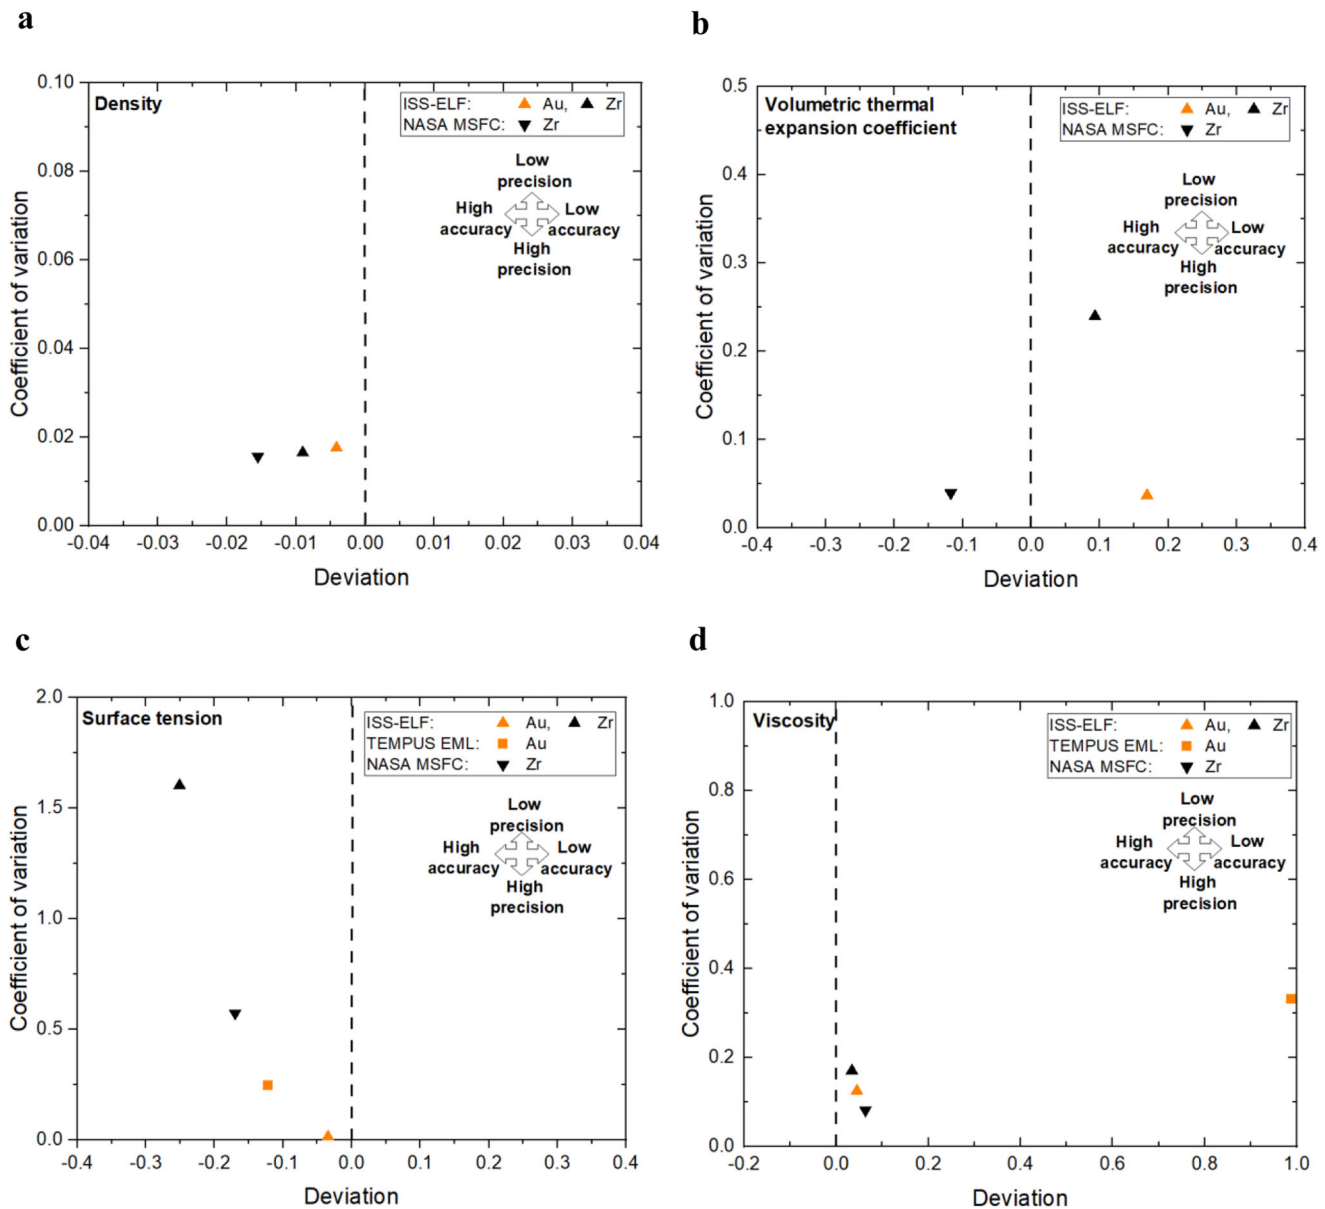 a
Density
ISS-ELF: Au, Zr
NASA MSFC: Zr
Low
precision
High Low
accuracy accuracy
High
precision
Coefficient of variation
0.10
0.08
0.06
0.04
0.02
0.00
-0.04 -0.03 -0.02 -0.01 0.00 0.01 0.02 0.03 0.04
Deviation
b
Volumetric thermal
expansion coefficient
ISS-ELF: Au, Zr
NASA MSFC: Zr
Low
precision
High Low
accuracy accuracy
High
precision
Coefficient of variation
0.5
0.4
0.3
0.2
0.1
0.0
-0.4 -0.3 -0.2 -0.1 0.0 0.1 0.2 0.3 0.4
Deviation
c
Surface tension
ISS-ELF: Au, Zr
TEMPUS EML: Au
NASA MSFC: Zr
Low
precision
High Low
accuracy accuracy
High
precision
Coefficient of variation
2.0
1.5
1.0
0.5
0.0
-0.4 -0.3 -0.2 -0.1 0.0 0.1 0.2 0.3 0.4
Deviation
d
Viscosity
ISS-ELF: Au, Zr
TEMPUS EML: Au
NASA MSFC: Zr
Low
precision
High Low
accuracy accuracy
High
precision
Coefficient of variation
1.0
0.8
0.6
0.4
0.2
0.0
-0.2 0.0 0.2 0.4 0.6 0.8 1.0
Deviation